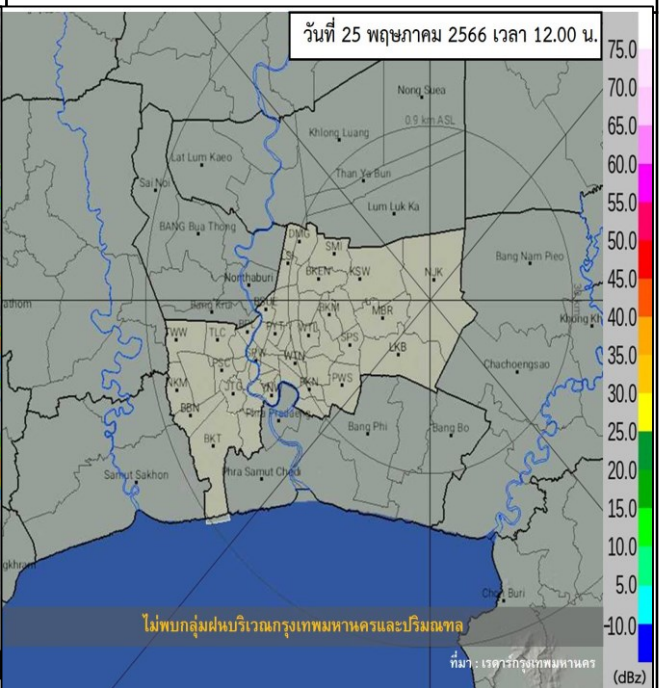 วันที่ 25 พฤษภาคม 2566 เวลา 12.00 น.
75.0
70.0
65.0
60.0
55.0
50.0
45.0
40.0
35.0
30.0
25.0
20.0
15.0
10.0
5.0
-10.0
(dBz)
Nong Suea
0.9 km ASL
Khlong Luang
Lat Lum Kaeo
Than Ya Buri
Sai Noi
Lum Luk Ka
BANG Bua Thong
DMG
SMI
Bang Nam Pieo
BKEN
KSW
NJK
Nonthaburi
BKM
MBR
TWW
TLC
PYT
WTL
SPS
LKB
PSC
WTN
Chachoengsao
NKM
JTG
YNW
PKN
PWS
BBN
Phra Pradaeng
BKT
Bang Phi
Bang Bo
Samut Sakhon
Phra Samut Chedi
gkhram
Chon Buri
ไม่พบกลุ่มฝนบริเวณกรุงเทพมหานครและปริมณฑล
ที่มา : เรดาร์กรุงเทพมหานคร